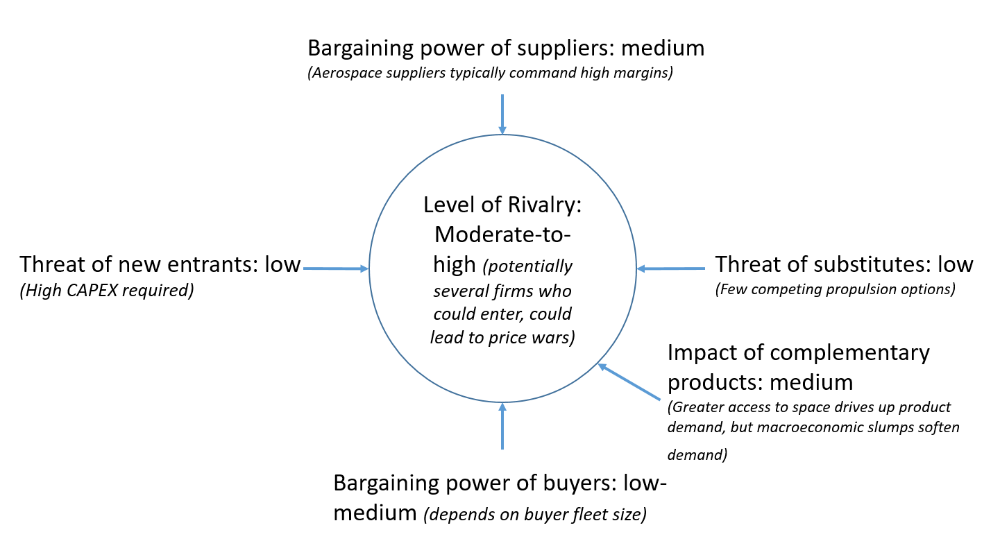 Bargaining power of suppliers: medium
(Aerospace suppliers typically command high margins)
Level of Rivalry:
Moderate-to-
high (potentially
several firms who
could enter, could
lead to price wars)
Threat of new entrants: low
(High CAPEX required)
Threat of substitutes: low
(Few competing propulsion options)
Impact of complementary
products: medium
(Greater access to space drives up product
demand, but macroeconomic slumps soften
demand)
Bargaining power of buyers: low-
medium (depends on buyer fleet size)